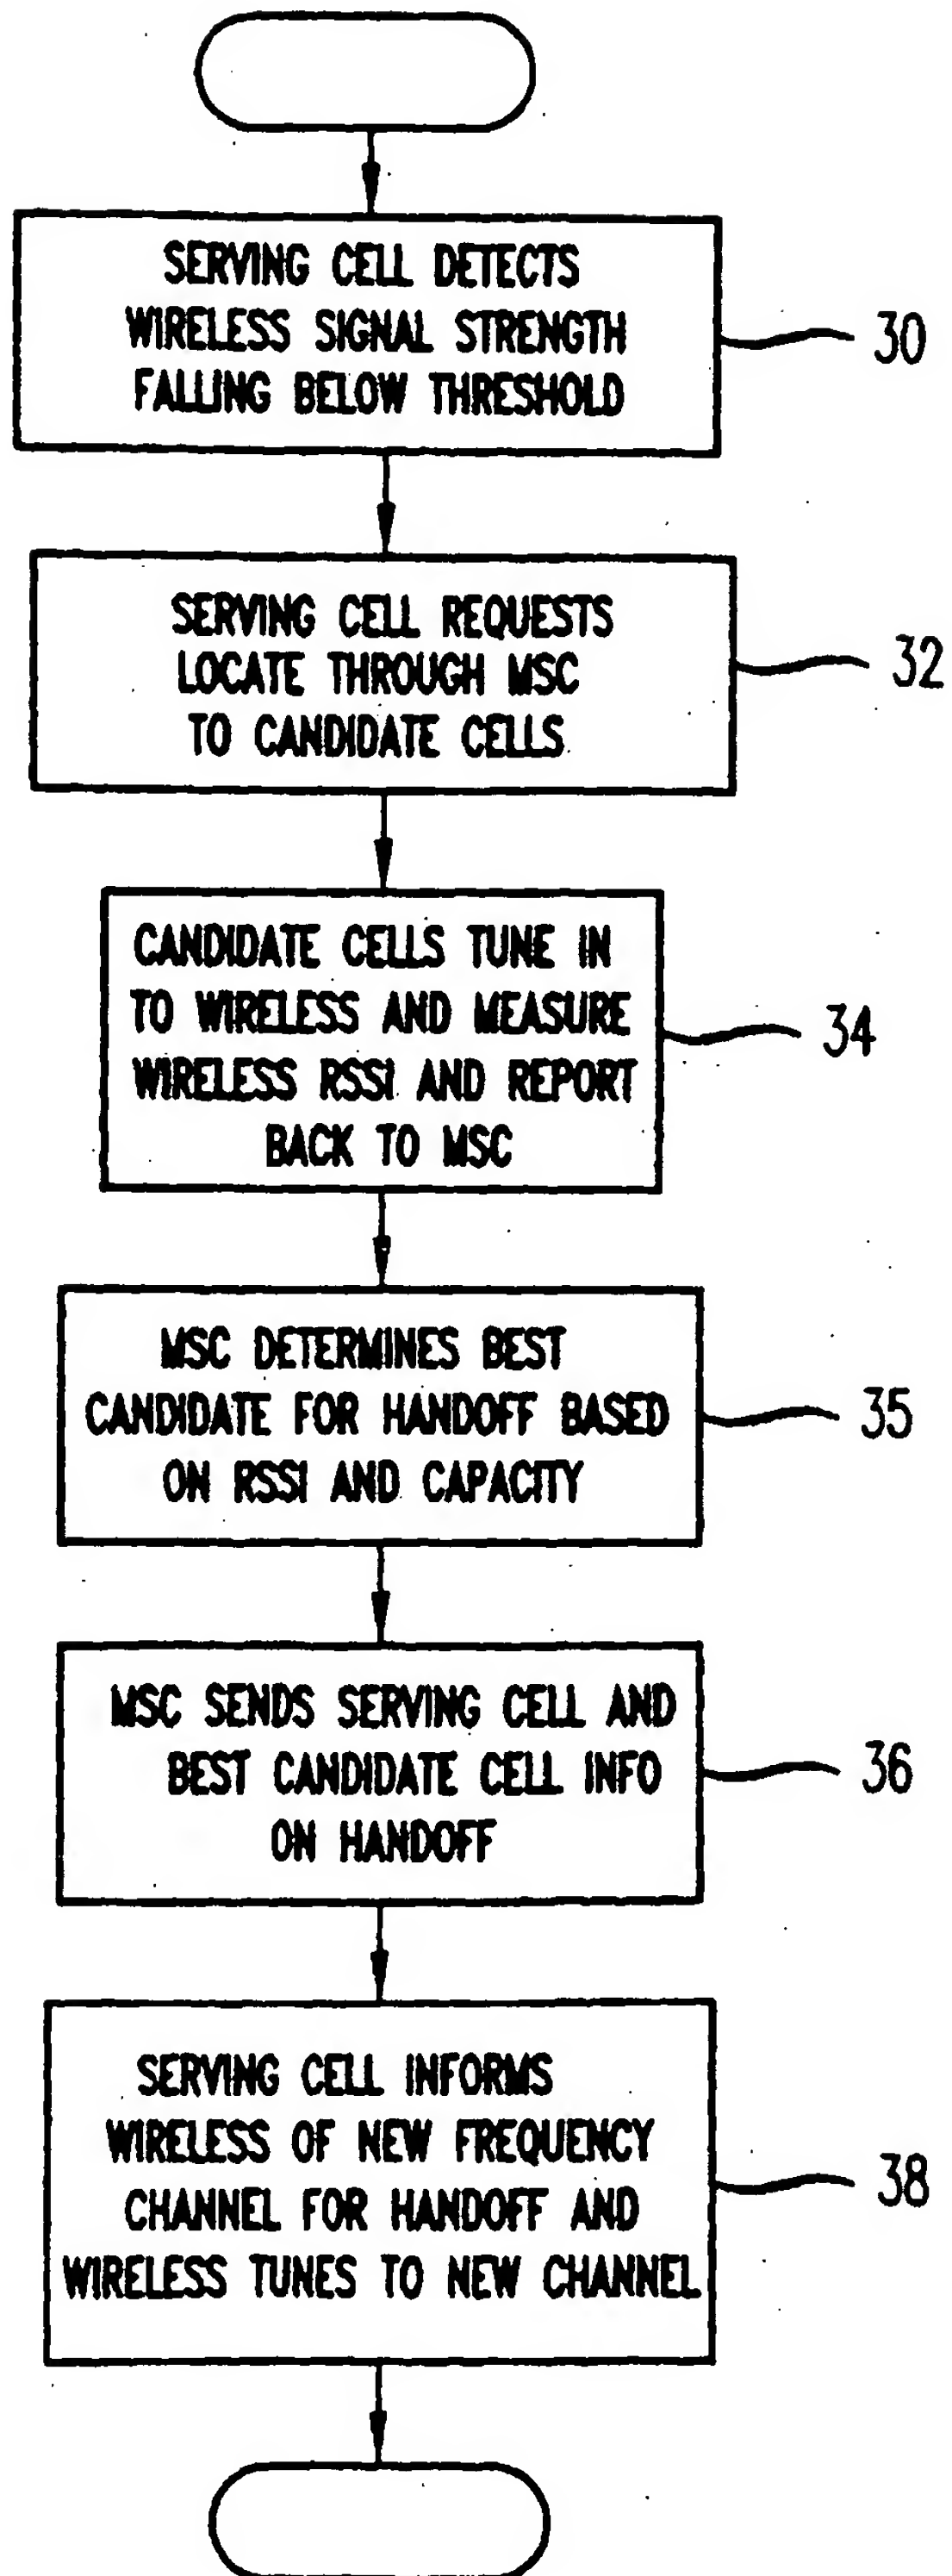 SERVING CELL DETECTS
WIRELESS SIGNAL STRENGTH
FALLING BELOW THRESHOLD
30
SERVING CELL REQUESTS
LOCATE THROUGH MSC
TO CANDIDATE CELLS
32
CANDIDATE CELLS TUNE IN
TO WIRELESS AND MEASURE
WIRELESS RSSI AND REPORT
BACK TO MSC
34
MSC DETERMINES BEST
CANDIDATE FOR HANDOFF BASED
ON RSSI AND CAPACITY
35
MSC SENDS SERVING CELL AND
BEST CANDIDATE CELL INFO
ON HANDOFF
36
SERVING CELL INFORMS
WIRELESS OF NEW FREQUENCY
CHANNEL FOR HANDOFF AND
WIRELESS TUNES TO NEW CHANNEL
38